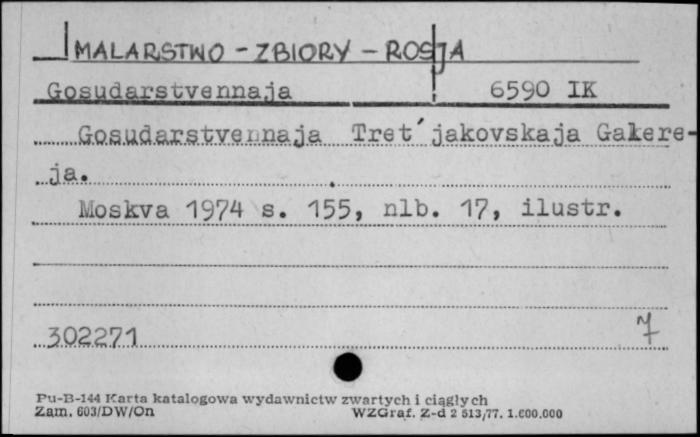 MALARSTWO - ZBIORY - ROSJA
Gosudarstvennaja 6590 IK
Gosudarstvennaja Tret´jakovskaja Galere-
ja.
Moskva 1974 s. 155, nlb. 17, ilustr.
302271 7
Pu-B-144 Karta katalogowa wydawnictw zwartych i ciągłych
Zam. 603/DW/On WZGraf. Z-d 2 513/77. 1.600.000